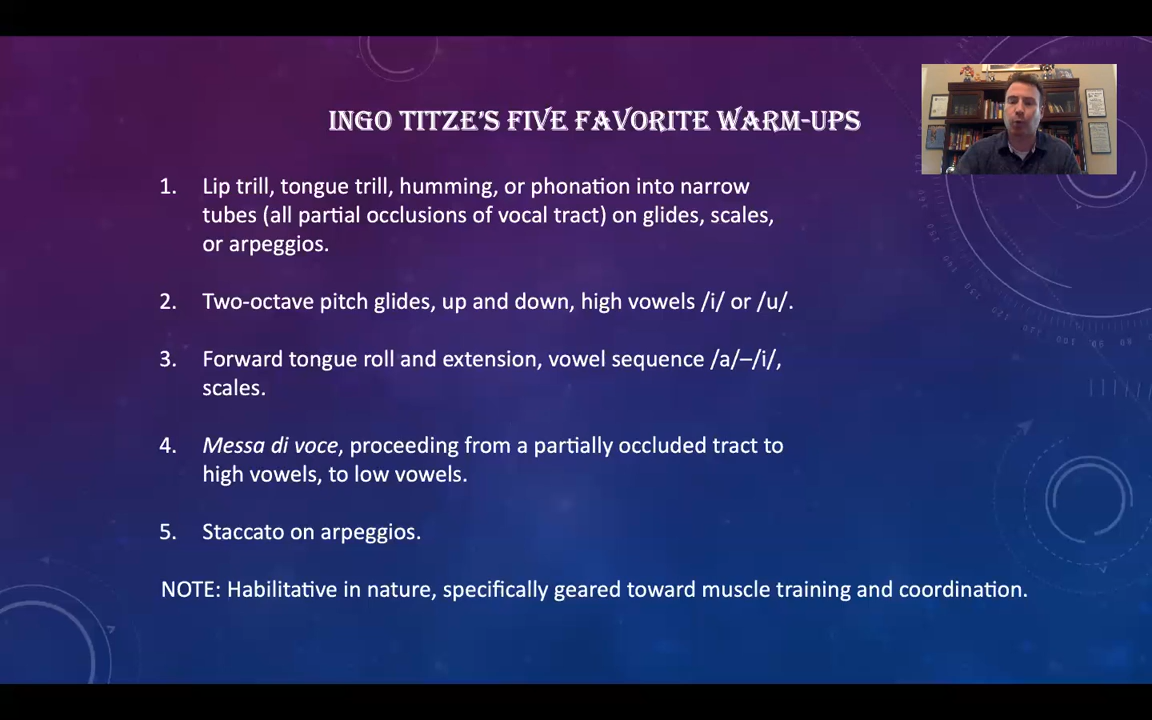 INGO TITZE'S FIVE FAVORITE WARM-UPS
1. Lip trill, tongue trill, humming, or phonation into narrow
tubes (all partial occlusions of vocal tract) on glides, scales,
or arpeggios.
2. Two-octave pitch glides, up and down, high vowels /i/ or /u/.
3. Forward tongue roll and extension, vowel sequence /a/–/i/,
scales.
4. Messa di voce, proceeding from a partially occluded tract to
high vowels, to low vowels.
5. Staccato on arpeggios.
NOTE: Habilitative in nature, specifically geared toward muscle training and coordination.